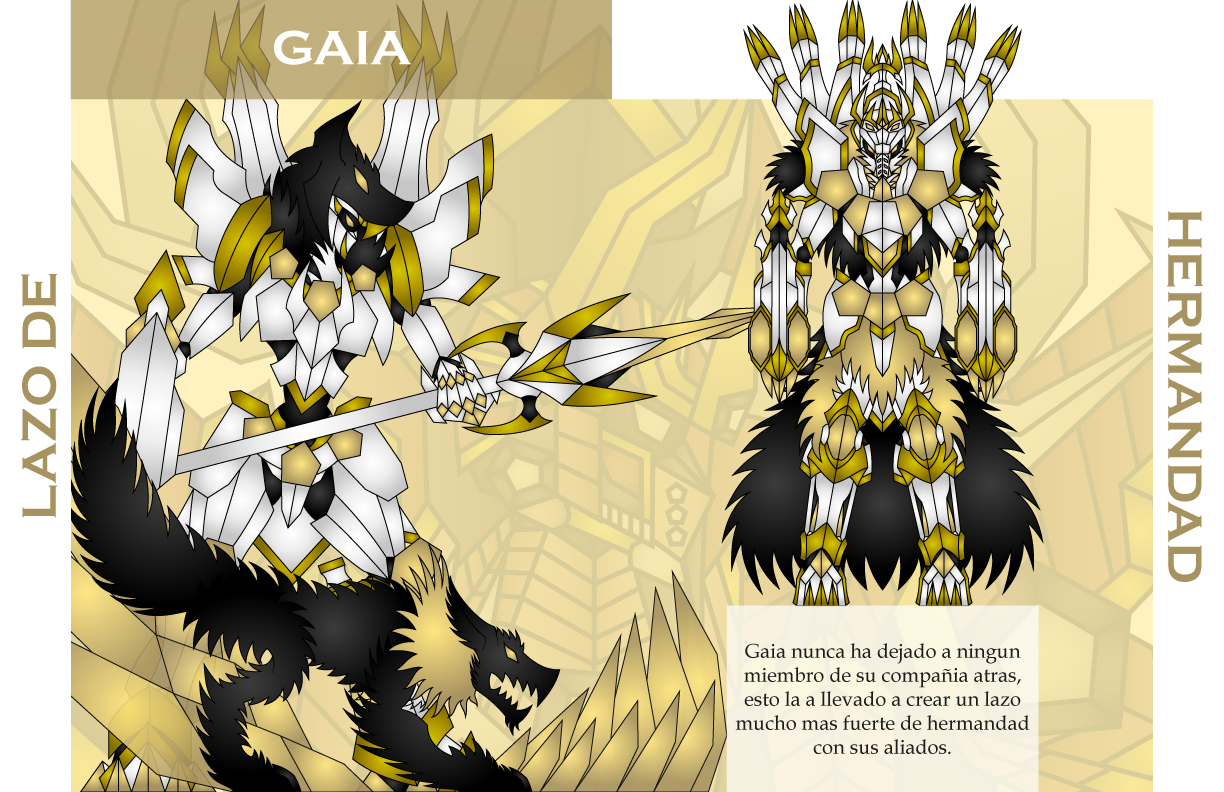 GAIA
LAZO DE
HERMANDAD
Gaia nunca ha dejado a ningun
miembro de su compañia atras,
esto la a llevado a crear un lazo
mucho mas fuerte de hermandad
con sus aliados.